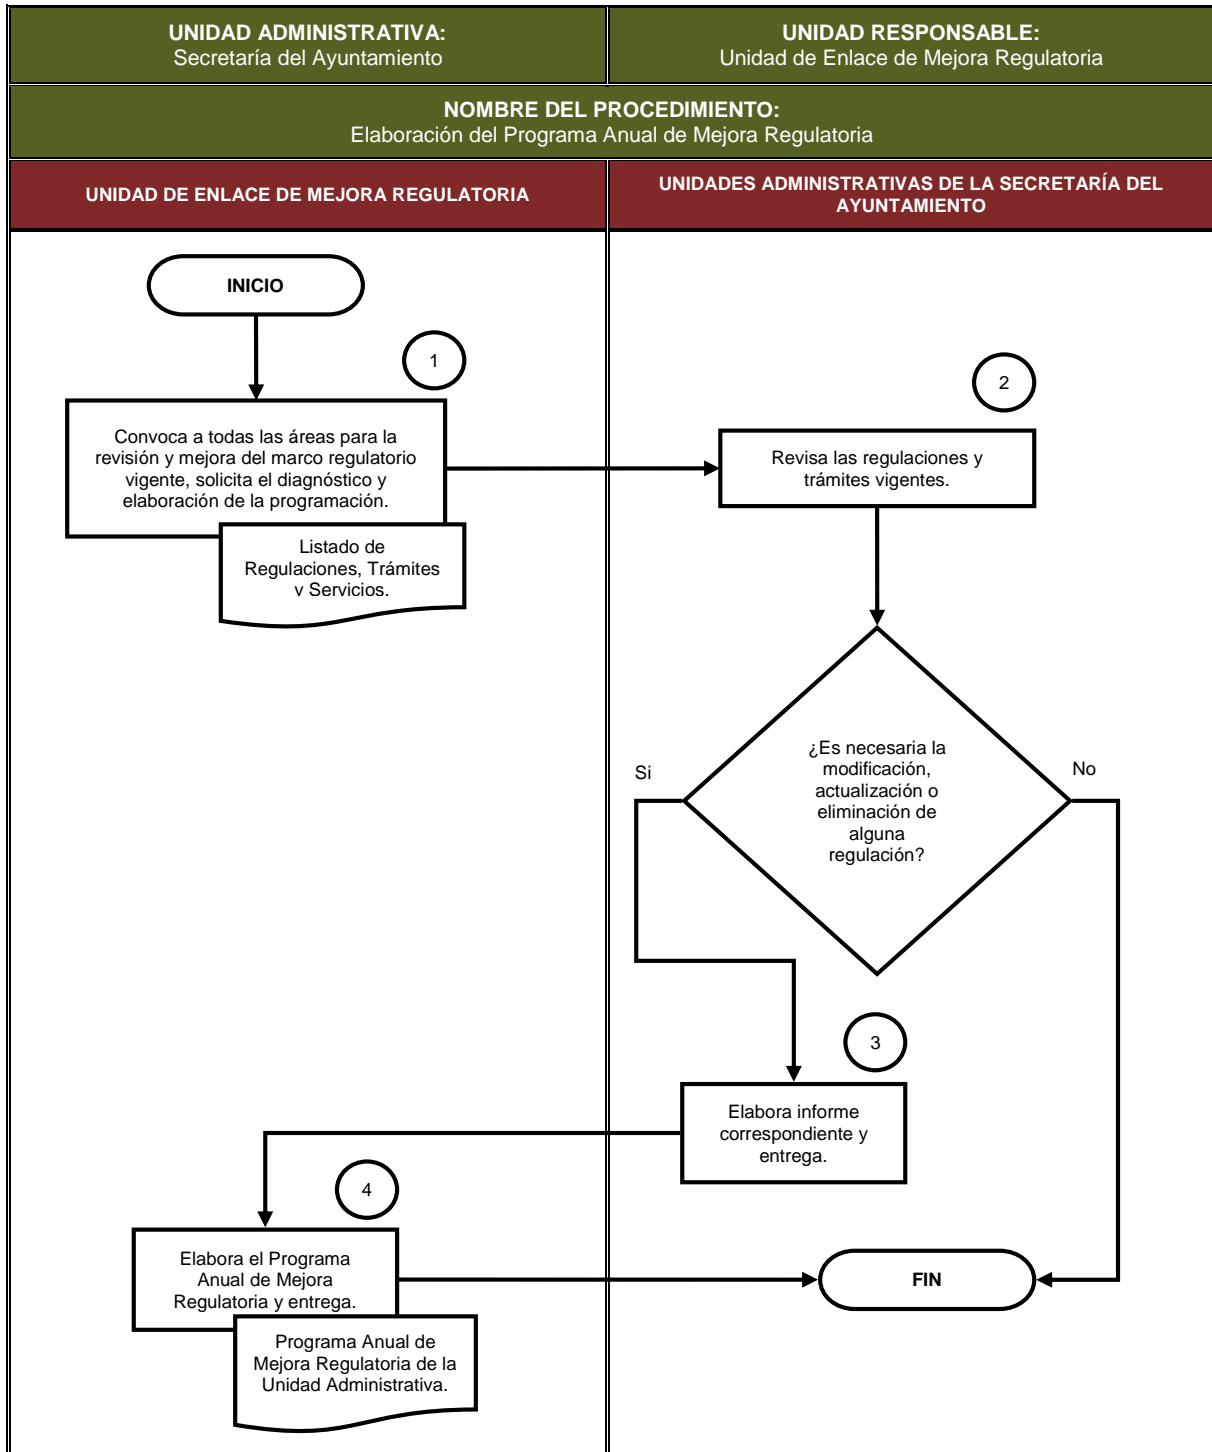 UNIDAD ADMINISTRATIVA:
Secretaría del Ayuntamiento
UNIDAD RESPONSABLE:
Unidad de Enlace de Mejora Regulatoria
NOMBRE DEL PROCEDIMIENTO:
Elaboración del Programa Anual de Mejora Regulatoria
UNIDAD DE ENLACE DE MEJORA REGULATORIA
UNIDADES ADMINISTRATIVAS DE LA SECRETARÍA DEL
AYUNTAMIENTO
INICIO
1
Convoca a todas las áreas para la
revisión y mejora del marco regulatorio
vigente, solicita el diagnóstico y
elaboración de la programación.
Listado de
Regulaciones, Trámites
y Servicios.
2
Revisa las regulaciones y
trámites vigentes.
¿Es necesaria la
modificación,
actualización o
eliminación de
alguna
regulación?
Si
No
3
Elabora informe
correspondiente y
entrega.
4
Elabora el Programa
Anual de Mejora
Regulatoria y entrega.
Programa Anual de
Mejora Regulatoria de la
Unidad Administrativa.
FIN